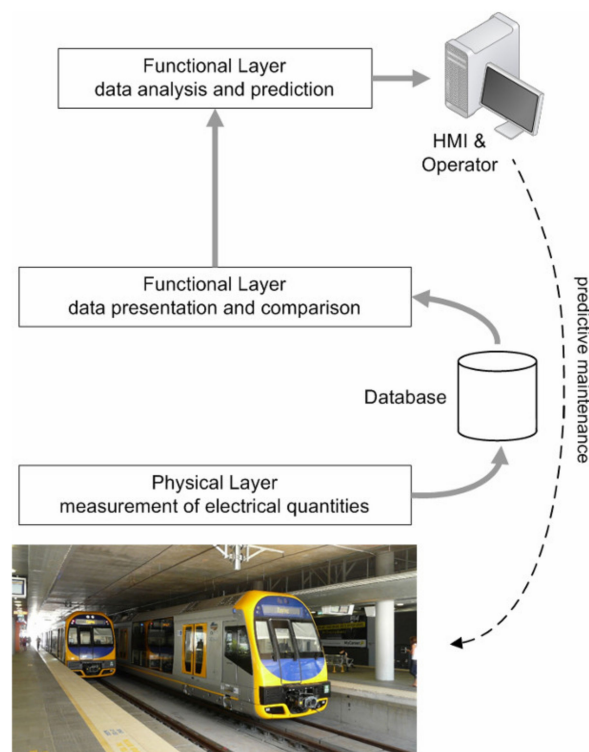 Functional Layer
data analysis and prediction
HMI &
Operator
Functional Layer
data presentation and comparison
predictive maintenance
Database
Physical Layer
measurement of electrical quantities